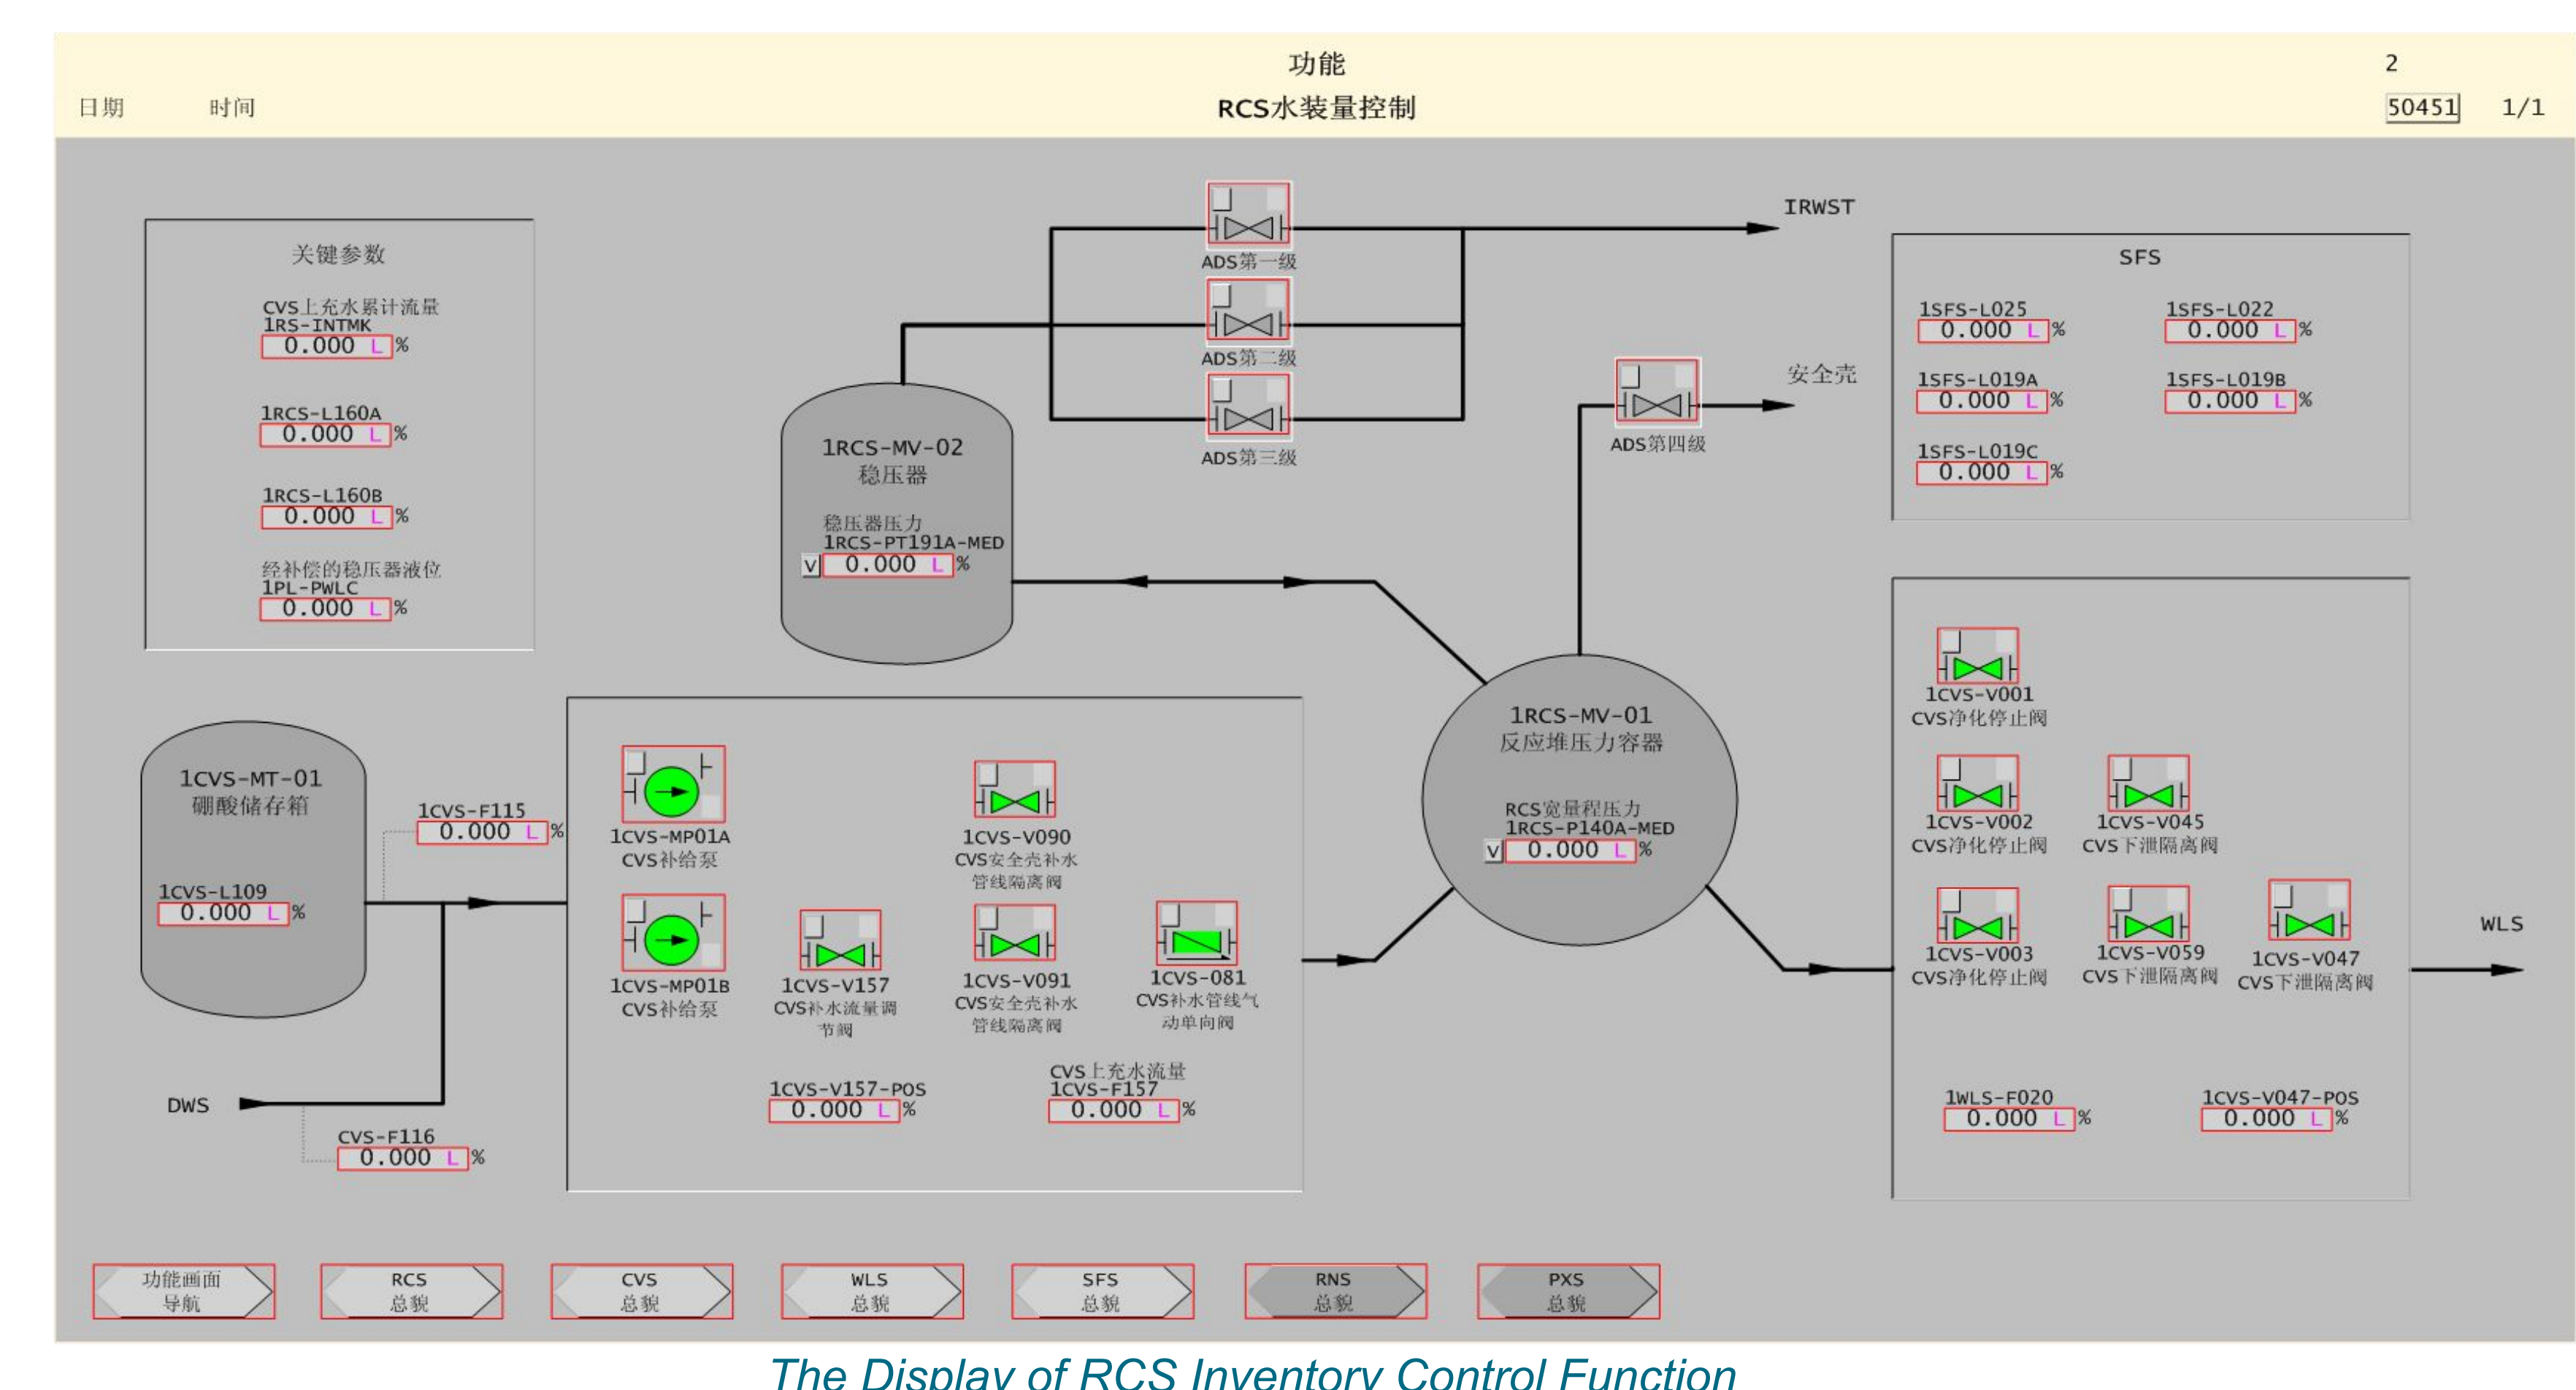 功能
2
日期
时间
RCS水装量控制
50451
1/1
关键参数
CVS上充水累计流量
1RS-INTMK
0.000 L %
1RCS-L160A
0.000 L %
1RCS-L160B
0.000 L %
经补偿的稳压器液位
1PL-PWLC
0.000 L %
ADS第一级
ADS第二级
ADS第三级
IRWST
1RCS-MV-02
稳压器
稳压器压力
1RCS-PT191A-MED
V 0.000 L %
ADS第四级
安全壳
SFS
1SFS-L025
0.000 L %
1SFS-L022
0.000 L %
1SFS-L019A
0.000 L %
1SFS-L019B
0.000 L %
1SFS-L019C
0.000 L %
1CVS-MT-01
硼酸储存箱
1CVS-L109
0.000 L %
1CVS-F115
0.000 L %
DWS
CVS-F116
0.000 L %
1CVS-MP01A
CVS补给泵
1CVS-MP01B
CVS补给泵
1CVS-V157
CVS补水流量调
节阀
1CVS-V090
CVS安全壳补水
管线隔离阀
1CVS-V091
CVS安全壳补水
管线隔离阀
1CVS-081
CVS补水管线气
动单向阀
1CVS-V157-POS
0.000 L %
CVS上充水流量
1CVS-F157
0.000 L %
1RCS-MV-01
反应堆压力容器
RCS宽量程压力
1RCS-P140A-MED
V 0.000 L %
1CVS-V001
CVS净化停止阀
1CVS-V002
CVS净化停止阀
1CVS-V045
CVS下泄隔离阀
1CVS-V003
CVS净化停止阀
1CVS-V059
CVS下泄隔离阀
1CVS-V047
CVS下泄隔离阀
1WLS-F020
0.000 L %
1CVS-V047-POS
0.000 L %
WLS
功能画面
导航
RCS
总貌
CVS
总貌
WLS
总貌
SFS
总貌
RNS
总貌
PXS
总貌
The Display of RCS Inventory Control Function